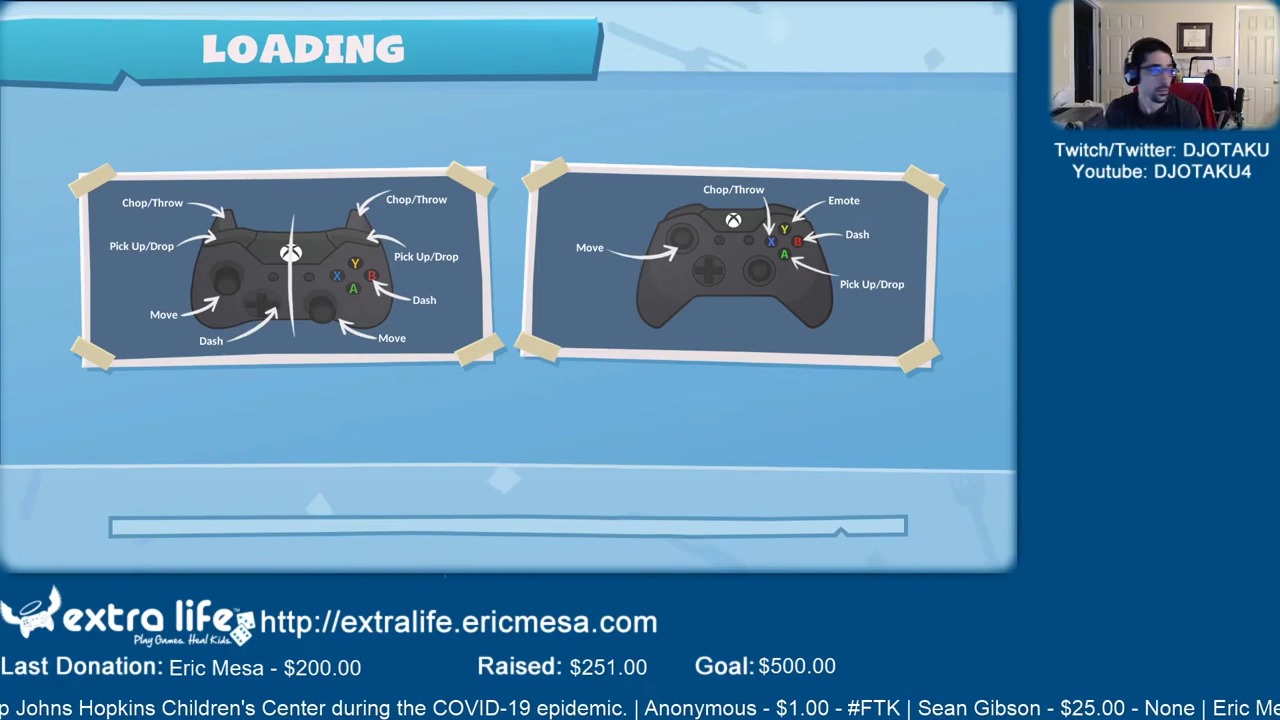 LOADING
Chop/Throw
Chop/Throw
Pick Up/Drop
Pick Up/Drop
Y
X
B
A
Move
Dash
Dash
Move
Chop/Throw
Emote
Y
Move
X
B
Dash
A
Pick Up/Drop
Twitch/Twitter: DJOTAKU
Youtube: DJOTAKU4
extra life
Play Games. Heal Kids.
http://extralife.ericmesa.com
Last Donation: Eric Mesa - $200.00
Raised: $251.00
Goal: $500.00
p Johns Hopkins Children's Center during the COVID-19 epidemic. | Anonymous - $1.00 - #FTK | Sean Gibson - $25.00 - None | Eric Me